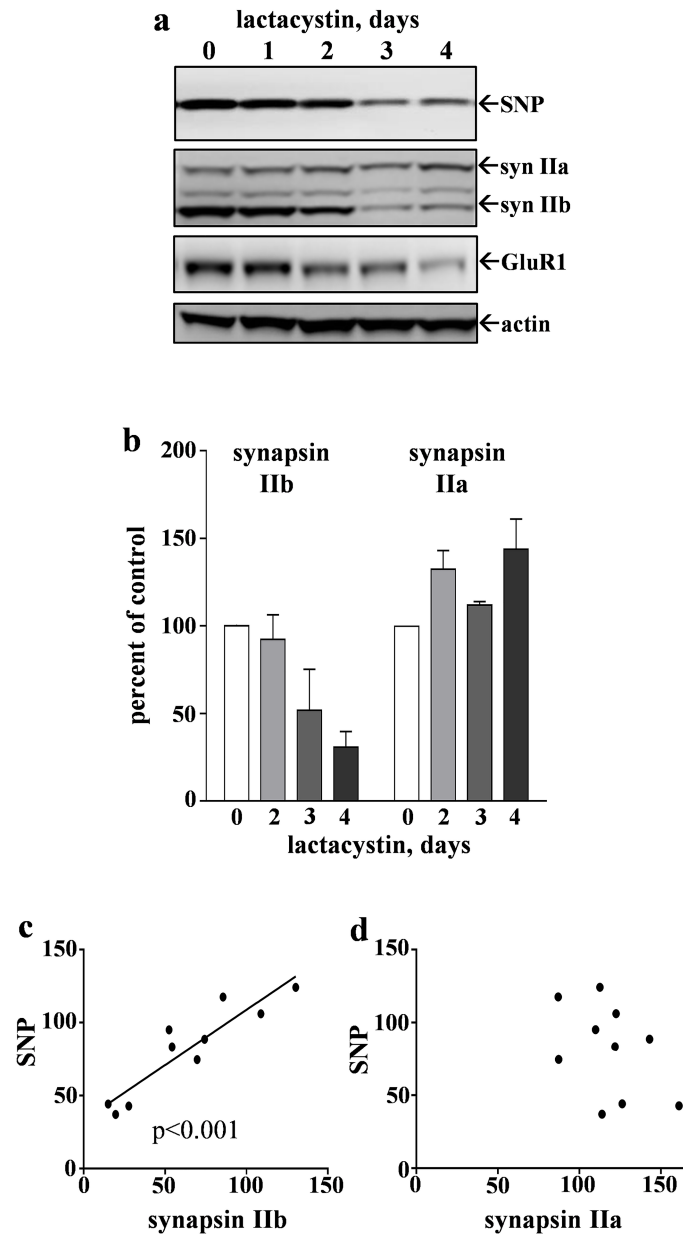 a
lactacystin, days
0 1 2 3 4
←SNP
←syn IIa
←syn IIb
←GluR1
←actin
b
200
150
100
50
0
percent of control
synapsin
IIb
synapsin
IIa
0 2 3 4 0 2 3 4
lactacystin, days
c
150
100
50
0
SNP
p<0.001
0 50 100 150
synapsin IIb
d
150
100
50
0
SNP
0 50 100 150
synapsin IIa